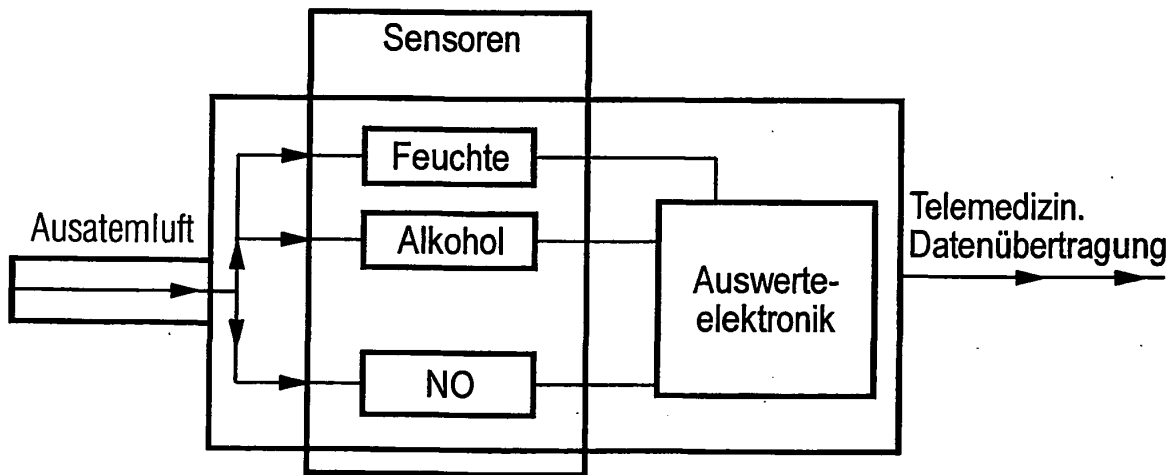 Sensoren
Feuchte
Ausatemluft
Alkohol
NO
Auswerte-
elektronik
Telemedizin.
Datenübertragung